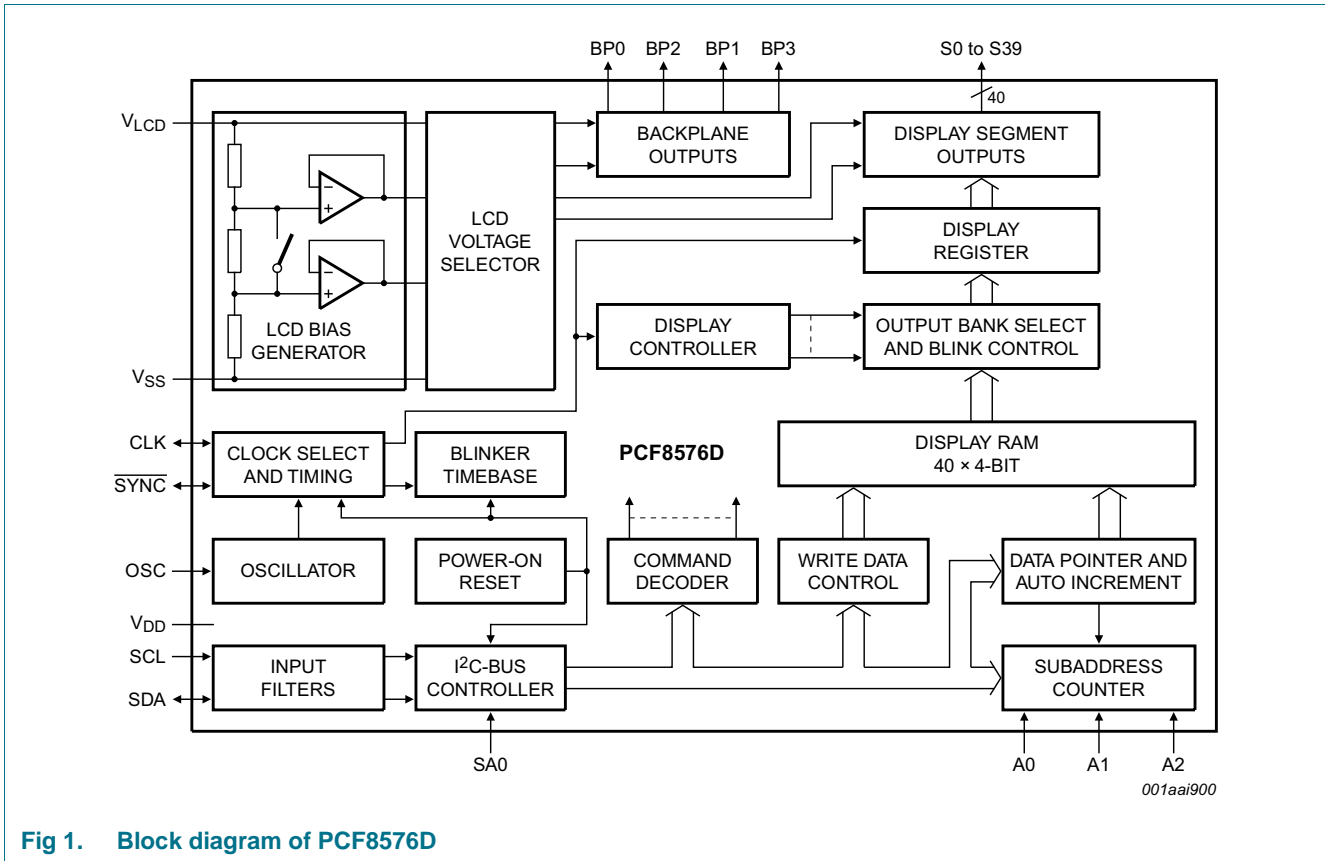 BP0 BP2 BP1 BP3 S0 to S39
40
VLCD
BACKPLANE
OUTPUTS
DISPLAY SEGMENT
OUTPUTS
−
+
LCD
VOLTAGE
SELECTOR
DISPLAY
REGISTER
−
+
LCD BIAS
GENERATOR
DISPLAY
CONTROLLER
OUTPUT BANK SELECT
AND BLINK CONTROL
VSS
CLK
SYNC
CLOCK SELECT
AND TIMING
BLINKER
TIMEBASE
PCF8576D
DISPLAY RAM
40 × 4-BIT
OSC
OSCILLATOR
POWER-ON
RESET
COMMAND
DECODER
WRITE DATA
CONTROL
DATA POINTER AND
AUTO INCREMENT
VDD
SCL
SDA
INPUT
FILTERS
I2C-BUS
CONTROLLER
SUBADDRESS
COUNTER
SA0 A0 A1 A2
001aai900
Fig 1. Block diagram of PCF8576D